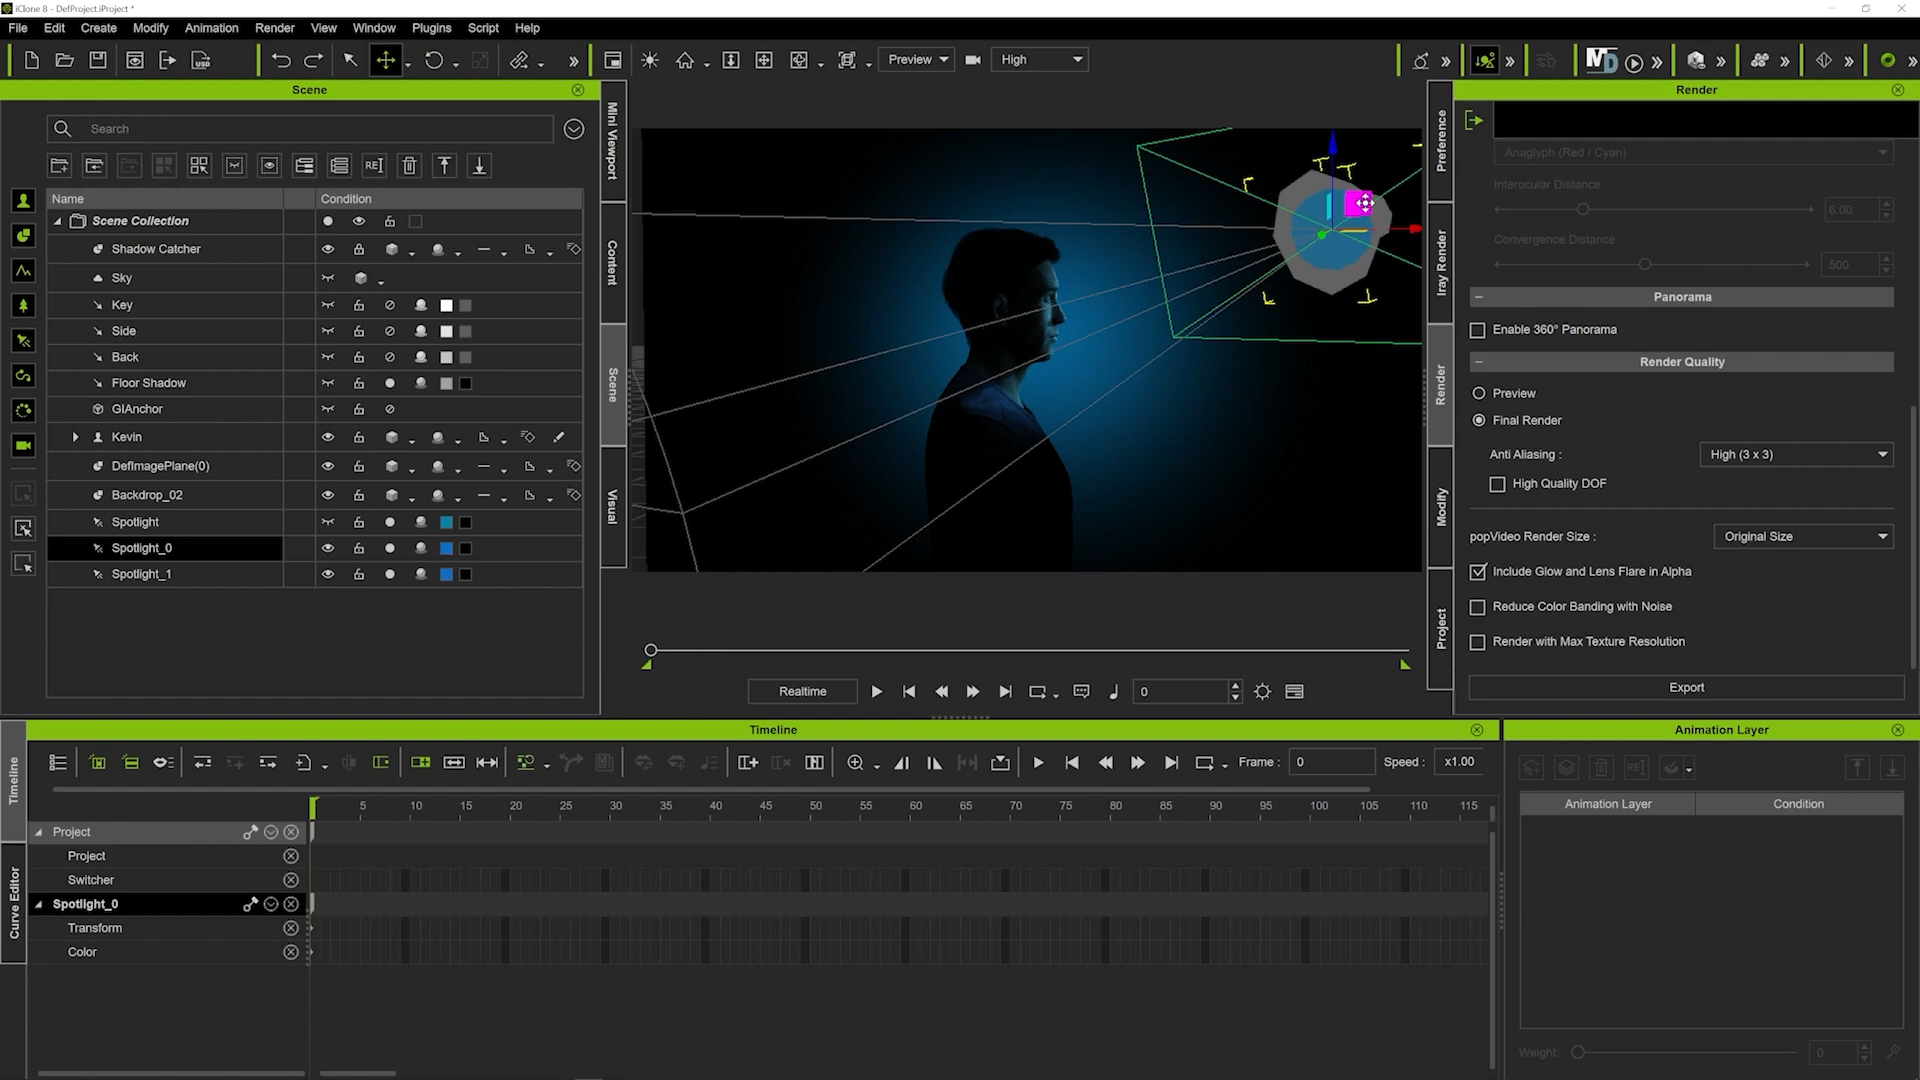 iClone 8 - DefProject.iProject *
File Edit Create Modify Animation Render View Window Plugins Script Help
Preview High
Scene
Render
Search
Name Condition
Scene Collection
Shadow Catcher
Sky
Key
Side
Back
Floor Shadow
GIAnchor
Kevin
DefImagePlane(0)
Backdrop_02
Spotlight
Spotlight_0
Spotlight_1
Mini Viewport
Content
Scene
Visual
Realtime
0
Preference
Iray Render
Render
Modify
Project
Anaglyph (Red / Cyan)
Interocular Distance
6.00
Convergence Distance
500
Panorama
Enable 360° Panorama
Render Quality
Preview
Final Render
Anti Aliasing : High (3 x 3)
High Quality DOF
popVideo Render Size : Original Size
Include Glow and Lens Flare in Alpha
Reduce Color Banding with Noise
Render with Max Texture Resolution
Export
Timeline
Animation Layer
Timeline
Curve Editor
Frame : 0 Speed : x1.00
5 10 15 20 25 30 35 40 45 50 55 60 65 70 75 80 85 90 95 100 105 110 115
Project
Project
Switcher
Spotlight_0
Transform
Color
Animation Layer Condition
Weight: 0